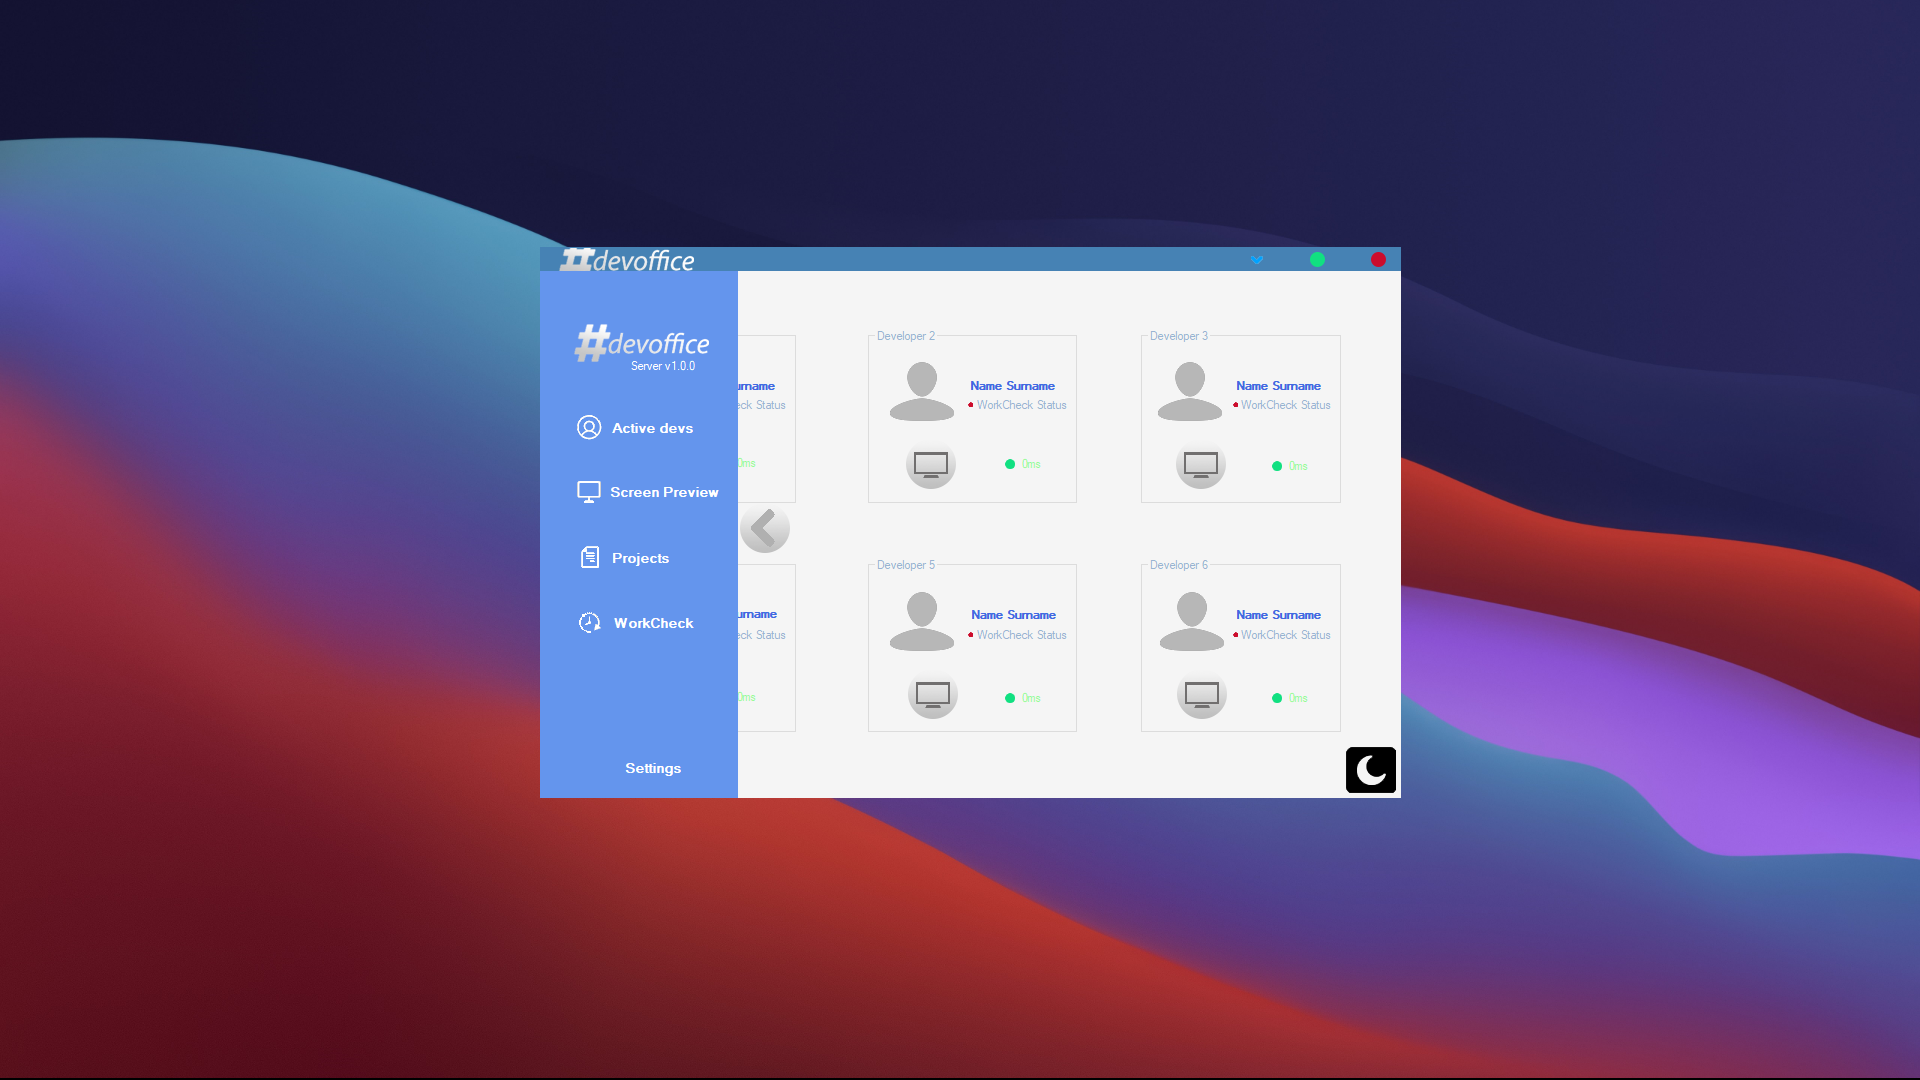 #devoffice
#devoffice
Server v1.0.0
Active devs
Screen Preview
Projects
WorkCheck
Settings
urname
eck Status
0ms
Developer 2
Name Surname
WorkCheck Status
0ms
Developer 3
Name Surname
WorkCheck Status
0ms
urname
eck Status
0ms
Developer 5
Name Surname
WorkCheck Status
0ms
Developer 6
Name Surname
WorkCheck Status
0ms